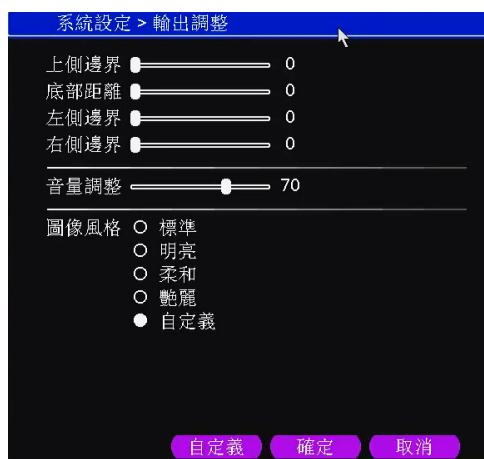 系統設定 > 輸出調整
上側邊界 0
底部距離 0
左側邊界 0
右側邊界 0
音量調整 70
圖像風格 標準
明亮
柔和
艷麗
自定義
自定義 確定 取消